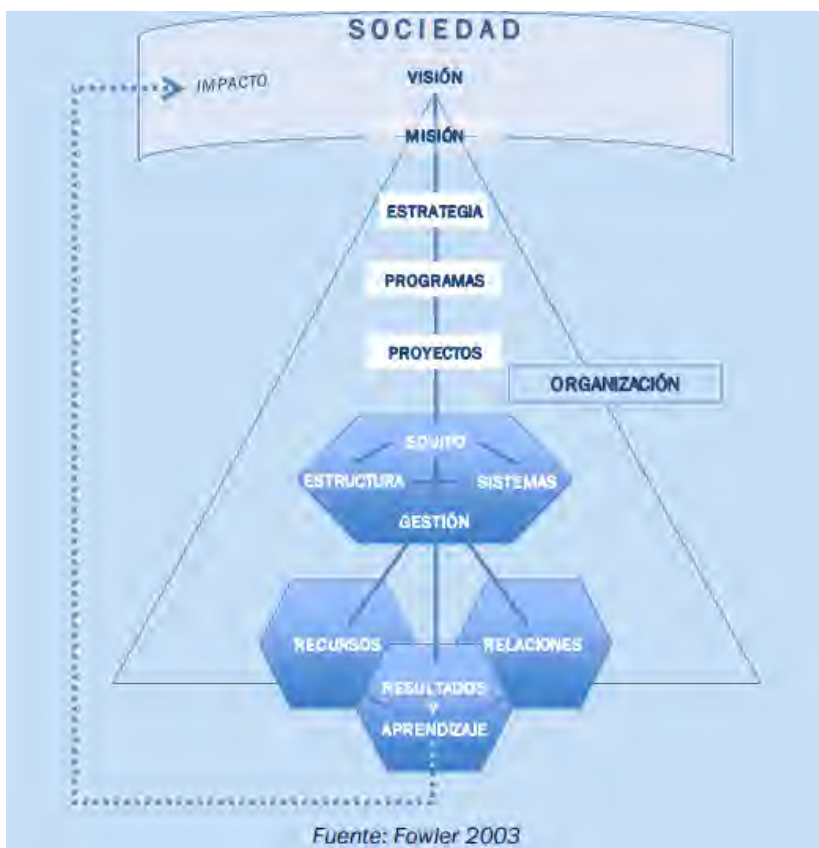 SOCIEDAD
VISIÓN
IMPACTO
MISIÓN
ESTRATEGIA
PROGRAMAS
PROYECTOS
ORGANIZACIÓN
EQUIPO
ESTRUCTURA
SISTEMAS
GESTIÓN
RECURSOS
RELACIONES
RESULTADOS
Y
APRENDIZAJE
Fuente: Fowler 2003